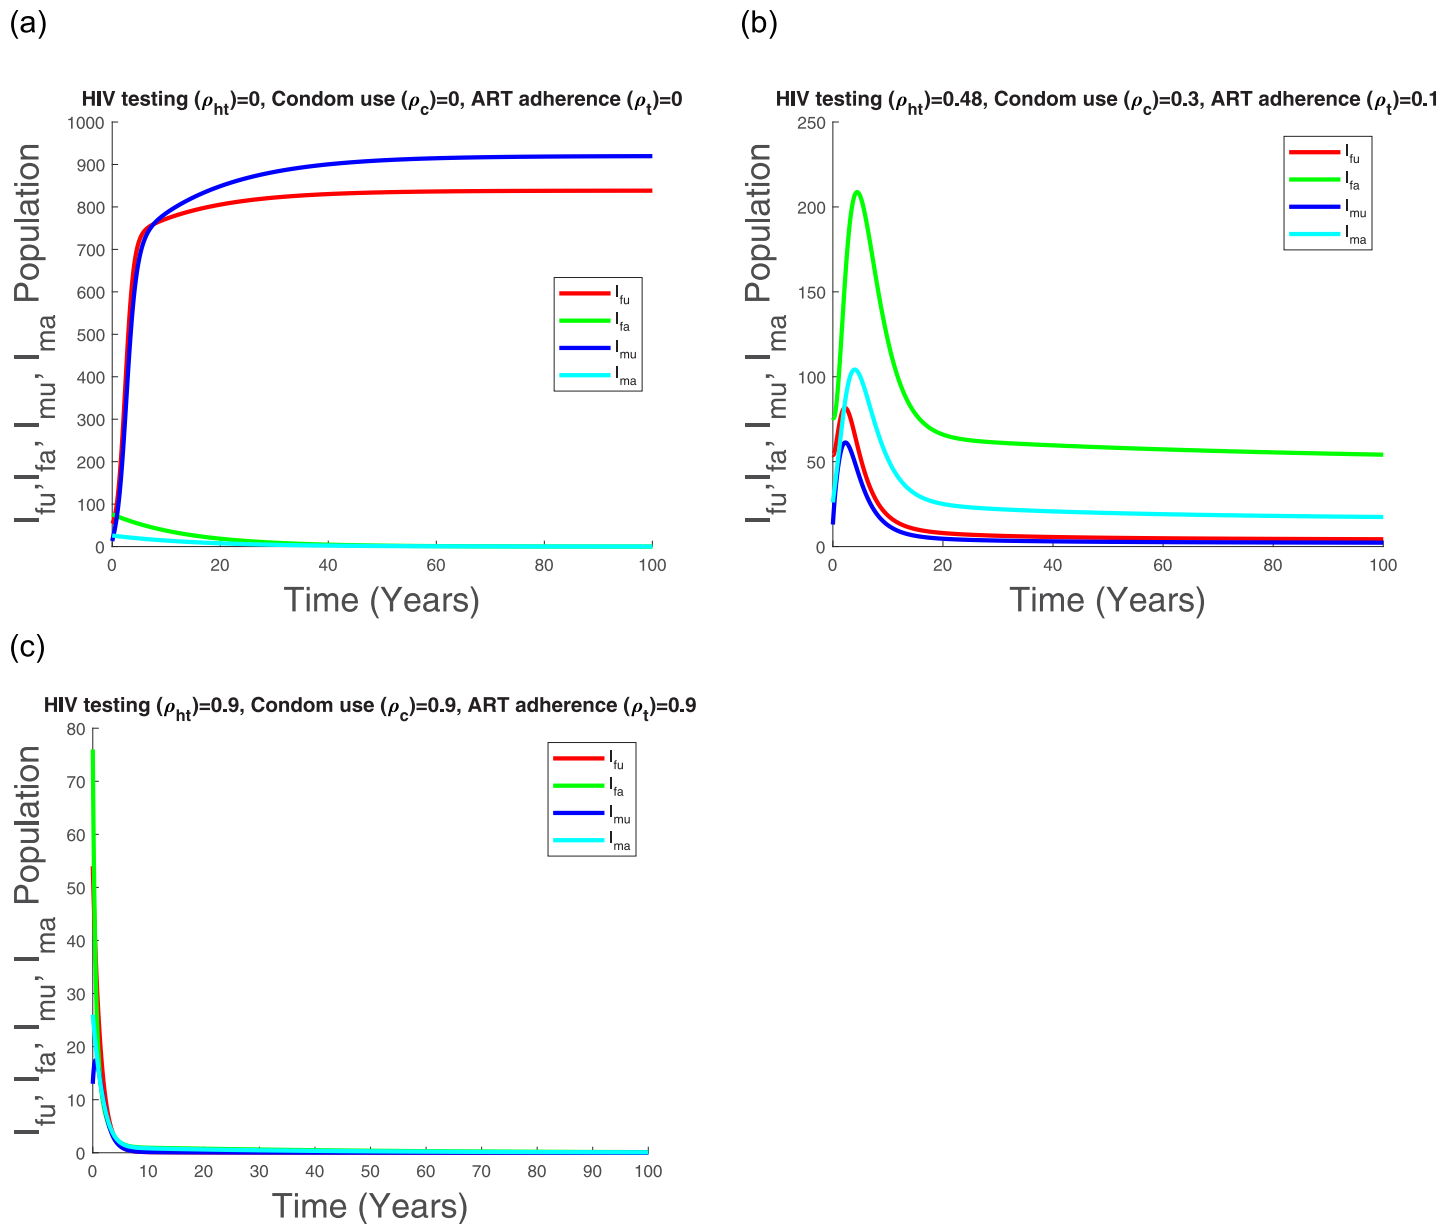 (a)
HIV testing (ρht)=0, Condom use (ρc)=0, ART adherence (ρt)=0
Ifu, Ifa, Imu, Ima Population
1000
900
800
700
600
500
400
300
200
100
0
0 20 40 60 80 100
Time (Years)
Ifu
Ifa
Imu
Ima
(b)
HIV testing (ρht)=0.48, Condom use (ρc)=0.3, ART adherence (ρt)=0.1
Ifu, Ifa, Imu, Ima Population
250
200
150
100
50
0
0 20 40 60 80 100
Time (Years)
Ifu
Ifa
Imu
Ima
(c)
HIV testing (ρht)=0.9, Condom use (ρc)=0.9, ART adherence (ρt)=0.9
Ifu, Ifa, Imu, Ima Population
80
70
60
50
40
30
20
10
0
0 10 20 30 40 50 60 70 80 90 100
Time (Years)
Ifu
Ifa
Imu
Ima